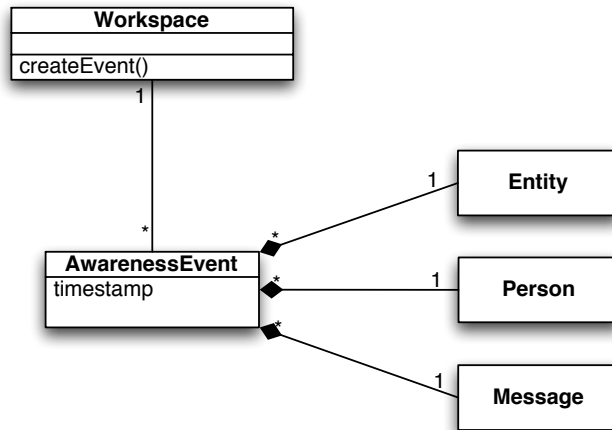 Workspace
createEvent()
1
*
AwarenessEvent
timestamp
*
1
Entity
*
1
Person
*
1
Message